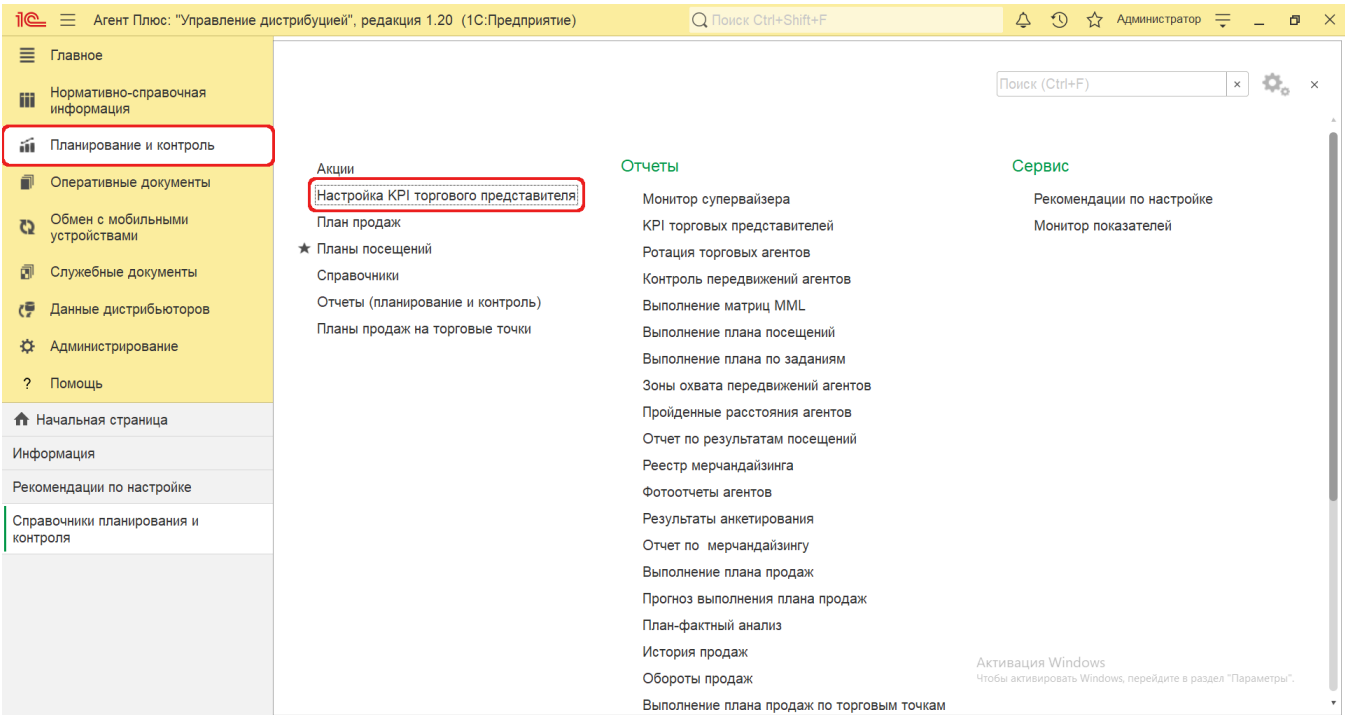 1С Агент Плюс: "Управление дистрибуцией", редакция 1.20 (1С:Предприятие) Поиск Ctrl+Shift+F Администратор
Главное
Нормативно-справочная
информация
Планирование и контроль
Оперативные документы
Обмен с мобильными
устройствами
Служебные документы
Данные дистрибьюторов
Администрирование
? Помощь
Начальная страница
Информация
Рекомендации по настройке
Справочники планирования и
контроля
Поиск (Ctrl+F)
Акции
Настройка KPI торгового представителя
План продаж
Планы посещений
Справочники
Отчеты (планирование и контроль)
Планы продаж на торговые точки
Отчеты
Монитор супервайзера
KPI торговых представителей
Ротация торговых агентов
Контроль передвижений агентов
Выполнение матриц MML
Выполнение плана посещений
Выполнение плана по заданиям
Зоны охвата передвижений агентов
Пройденные расстояния агентов
Отчет по результатам посещений
Реестр мерчандайзинга
Фотоотчеты агентов
Результаты анкетирования
Отчет по мерчандайзингу
Выполнение плана продаж
Прогноз выполнения плана продаж
План-фактный анализ
История продаж
Обороты продаж
Выполнение плана продаж по торговым точкам
Сервис
Рекомендации по настройке
Монитор показателей
Активация Windows
Чтобы активировать Windows, перейдите в раздел "Параметры".